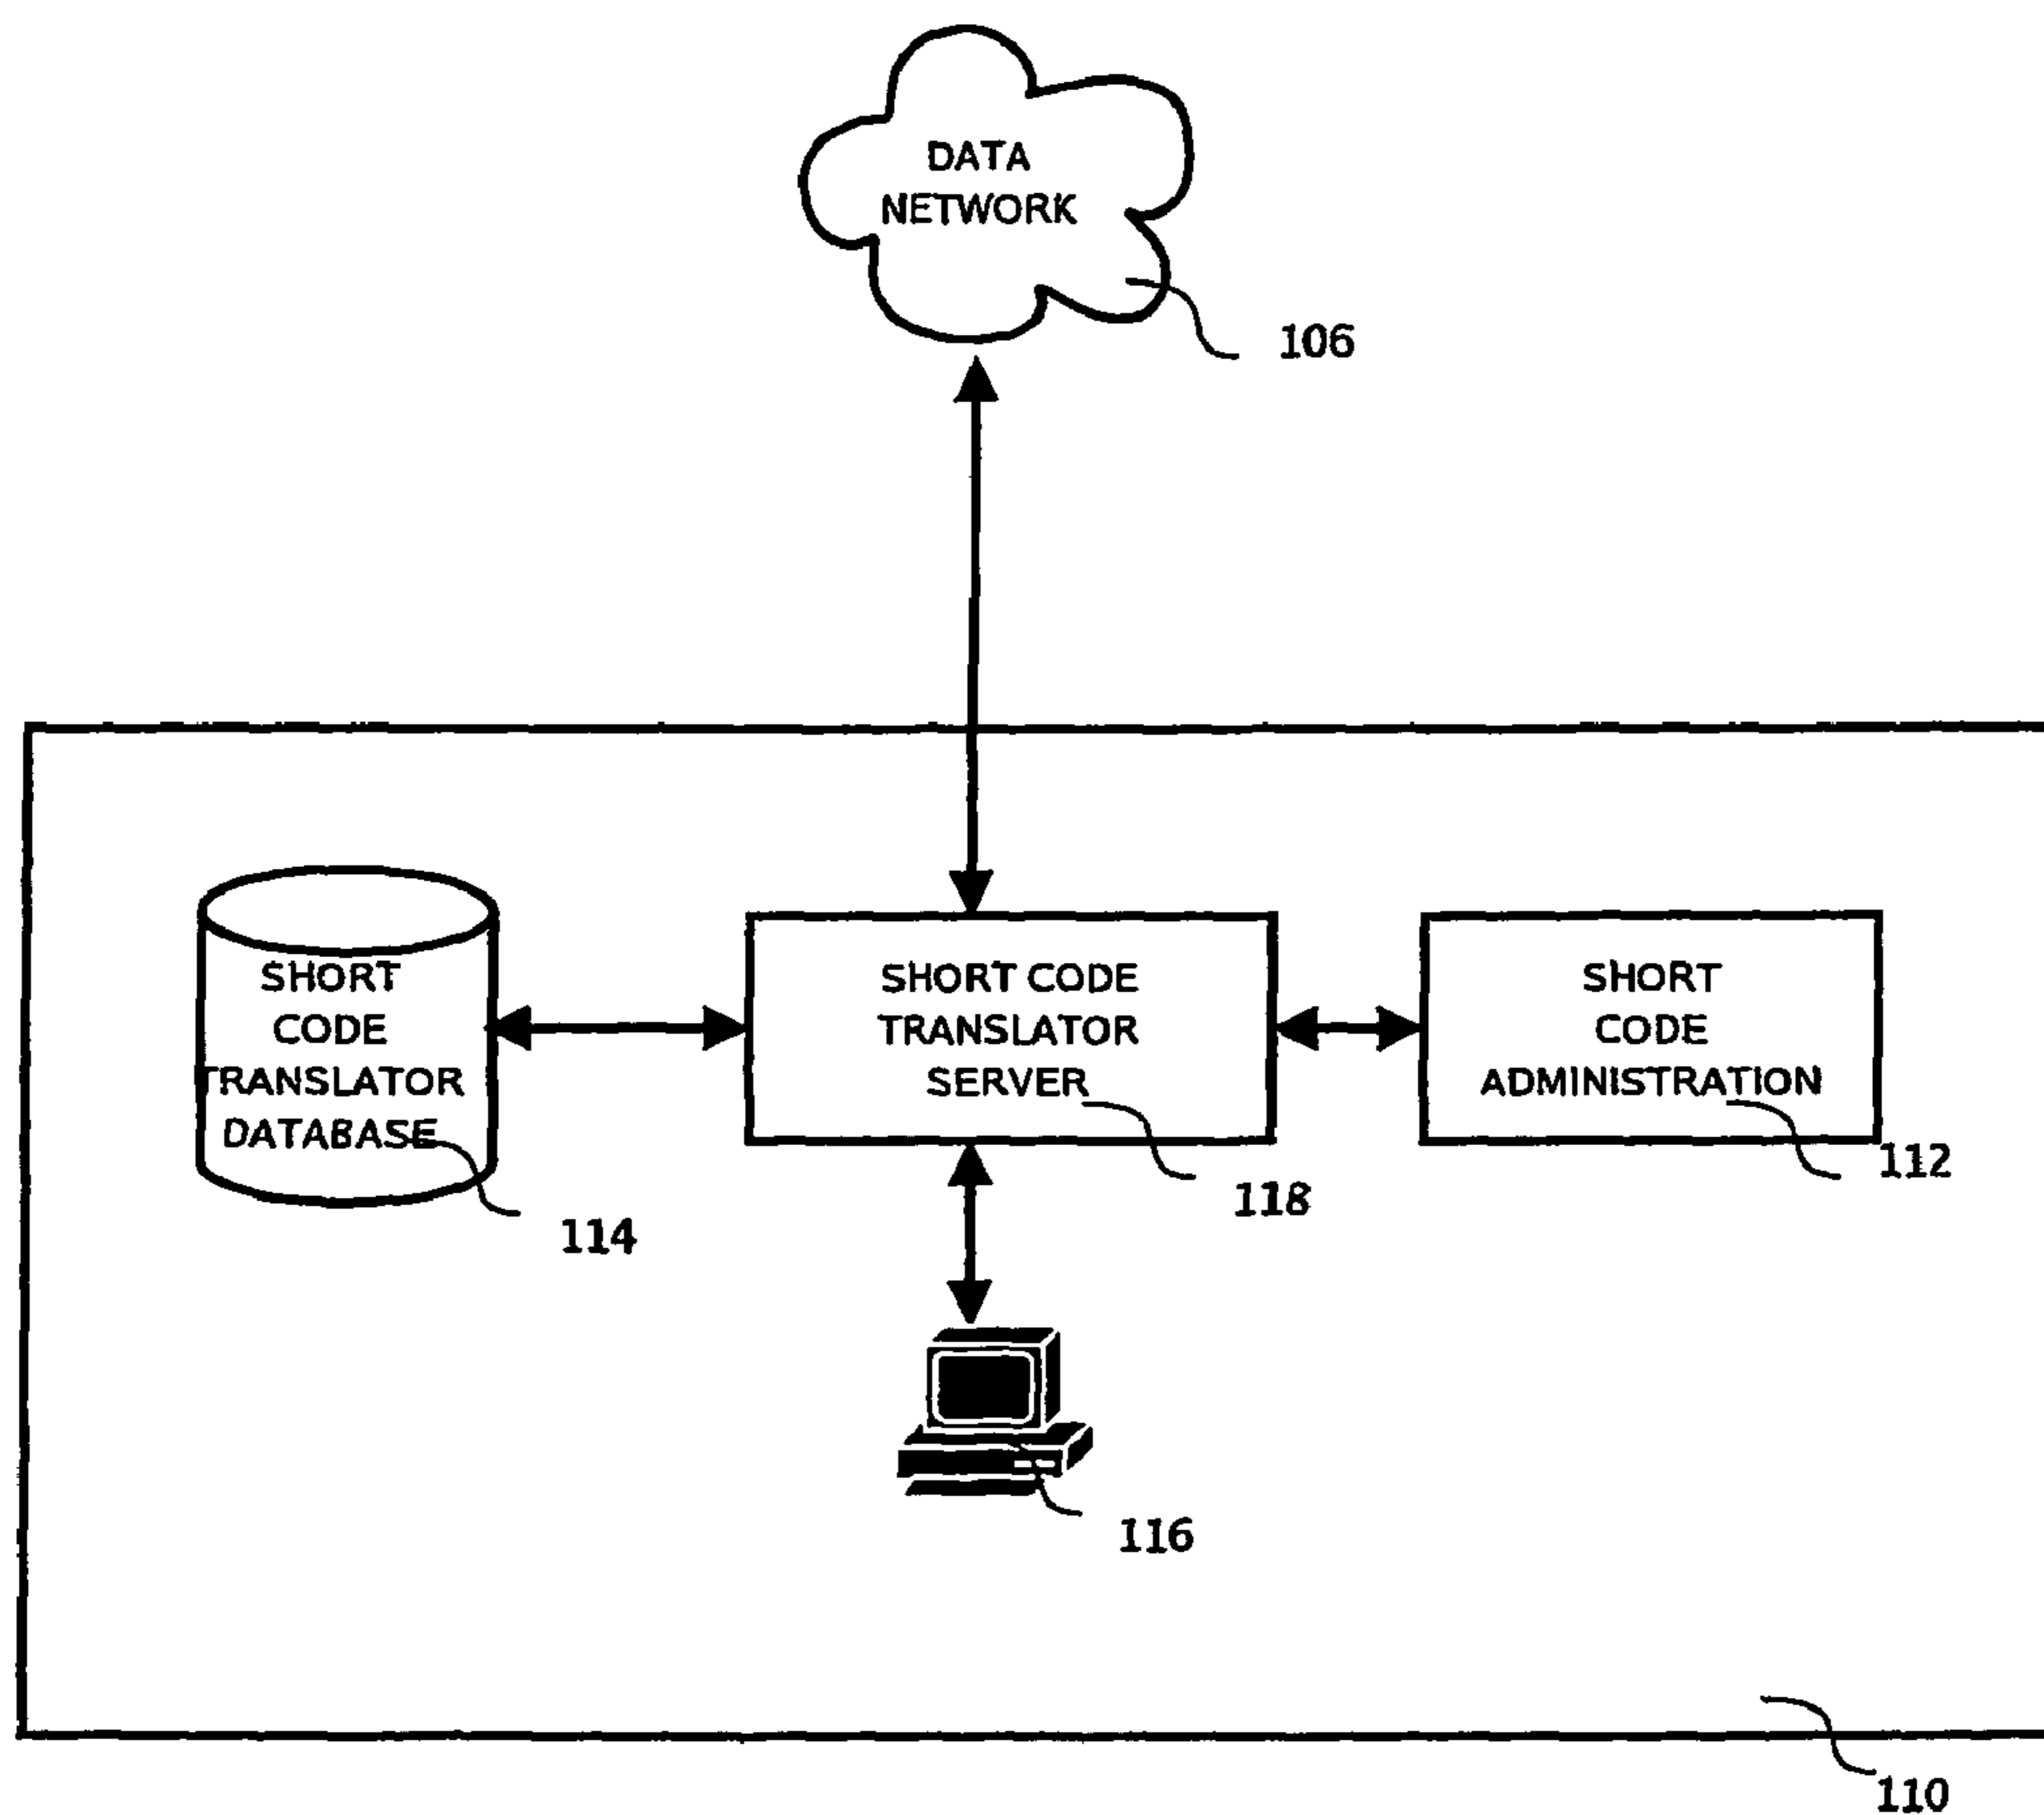 DATA
NETWORK
106
SHORT
CODE
TRANSLATOR
DATABASE
114
SHORT CODE
TRANSLATOR
SERVER
118
SHORT
CODE
ADMINISTRATION
112
116
110